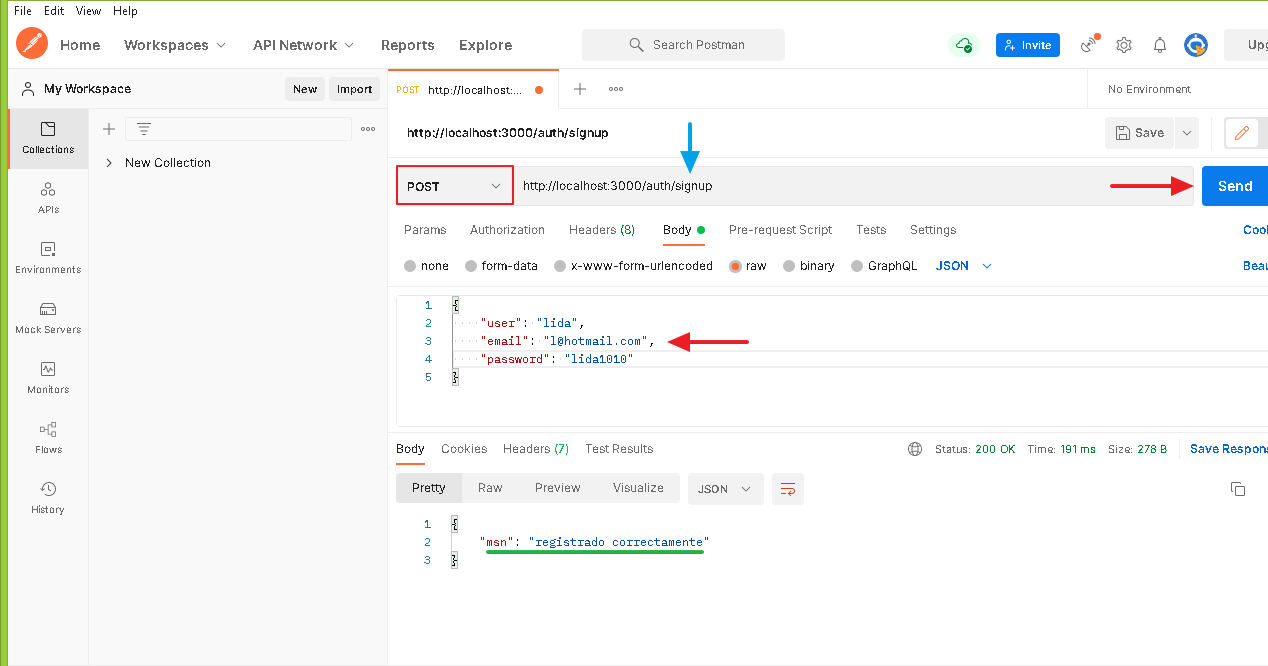 File Edit View Help
Home Workspaces API Network Reports Explore Search Postman Invite Upg
My Workspace New Import POST http://localhost:... No Environment
Collections
New Collection
APIs
Environments
Mock Servers
Monitors
Flows
History
http://localhost:3000/auth/signup Save
POST http://localhost:3000/auth/signup Send
Params Authorization Headers (8) Body Pre-request Script Tests Settings Cool
none form-data x-www-form-urlencoded raw binary GraphQL JSON Beau
1 {
2 "user": "lida",
3 "email": "l@hotmail.com",
4 "password": "lida1010"
5 }
Body Cookies Headers (7) Test Results Status: 200 OK Time: 191 ms Size: 278 B Save Respons
Pretty Raw Preview Visualize JSON
1 {
2 "msn": "registrado correctamente"
3 }